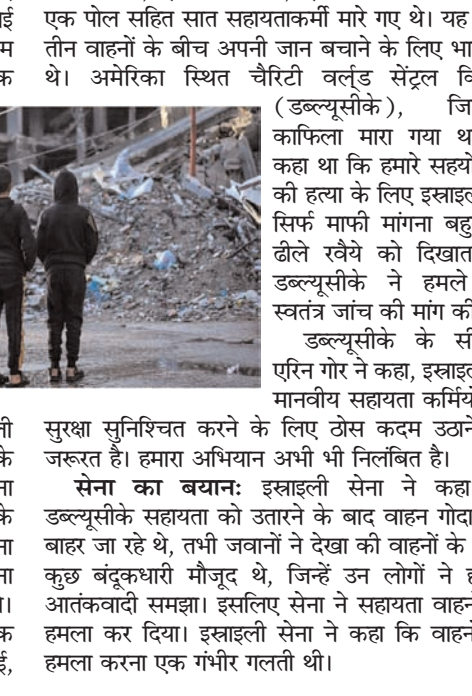 एक पोल सहित सात सहायताकर्मी मारे गए थे। यह
तीन वाहनों के बीच अपनी जान बचाने के लिए भा
थे। अमेरिका स्थित चैरिटी वर्ल्ड सेंट्रल कि
(डब्ल्यूसीके), जि
काफिला मारा गया थ
कहा था कि हमारे सहयो
की हत्या के लिए इस्राइल
सिर्फ माफी मांगना बहु
ढीले रवैये को दिखात
डब्ल्यूसीके ने हमले
स्वतंत्र जांच की मांग की
डब्ल्यूसीके के सी
एरिन गोर ने कहा, इस्राइल
मानवीय सहायता कर्मियों
सुरक्षा सुनिश्चित करने के लिए ठोस कदम उठाने
जरूरत है। हमारा अभियान अभी भी निलंबित है।
सेना का बयानः इस्राइली सेना ने कहा
डब्ल्यूसीके सहायता को उतारने के बाद वाहन गोदा
बाहर जा रहे थे, तभी जवानों ने देखा की वाहनों के
कुछ बंदूकधारी मौजूद थे, जिन्हें उन लोगों ने ह
आतंकवादी समझा। इसलिए सेना ने सहायता वाहनो
हमला कर दिया। इस्राइली सेना ने कहा कि वाहनो
हमला करना एक गंभीर गलती थी।